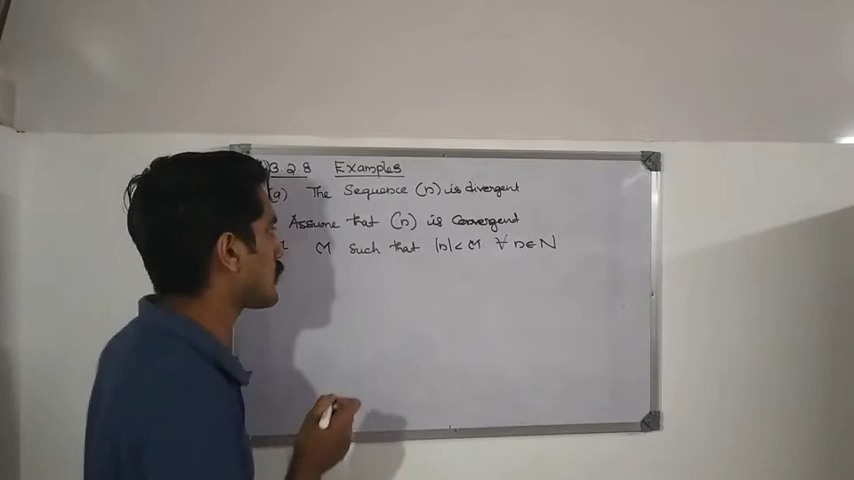 3.2.8 Examples
(a) The Sequence (n) is divergent
Assume that (n) is Convergent
M such that |n| < M ∀ n ∈ N